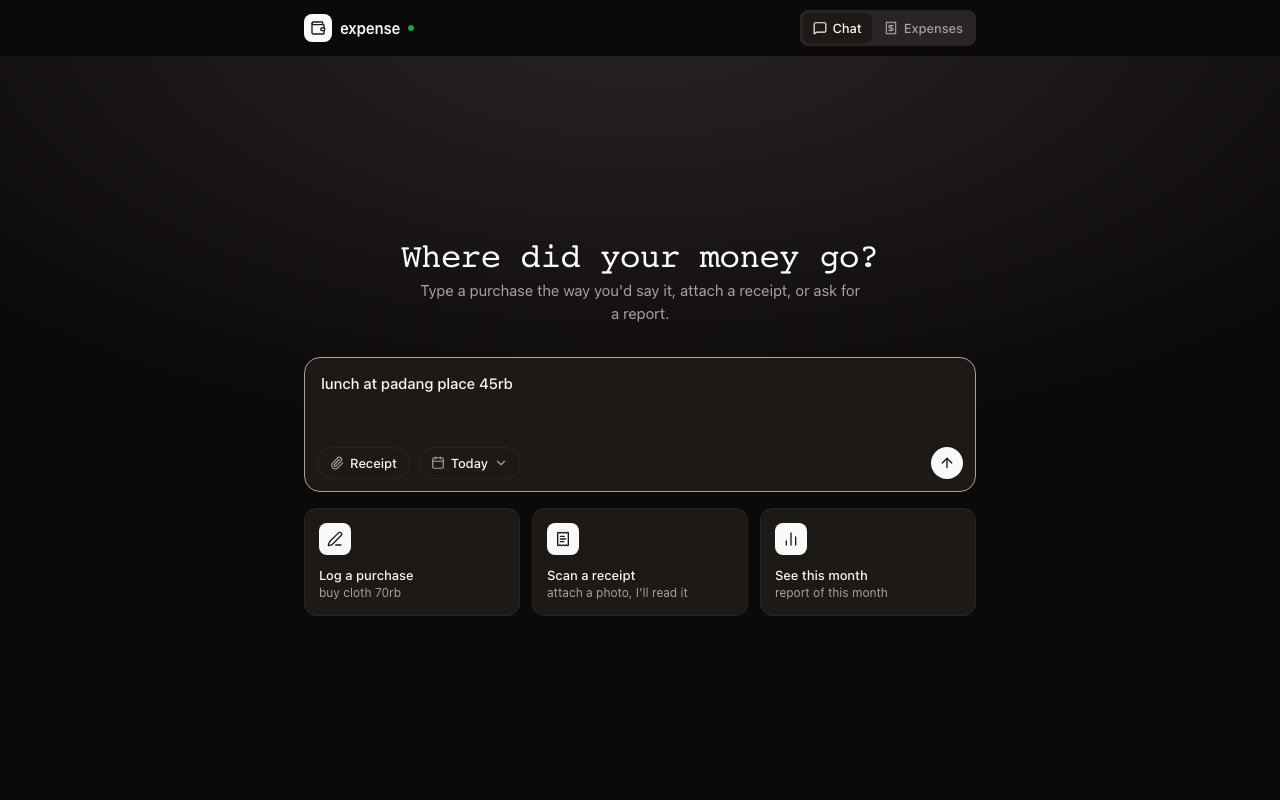 expense
Chat
Expenses
Where did your money go?
Type a purchase the way you'd say it, attach a receipt, or ask for
a report.
lunch at padang place 45rb
Receipt
Today
Log a purchase
buy cloth 70rb
Scan a receipt
attach a photo, I'll read it
See this month
report of this month